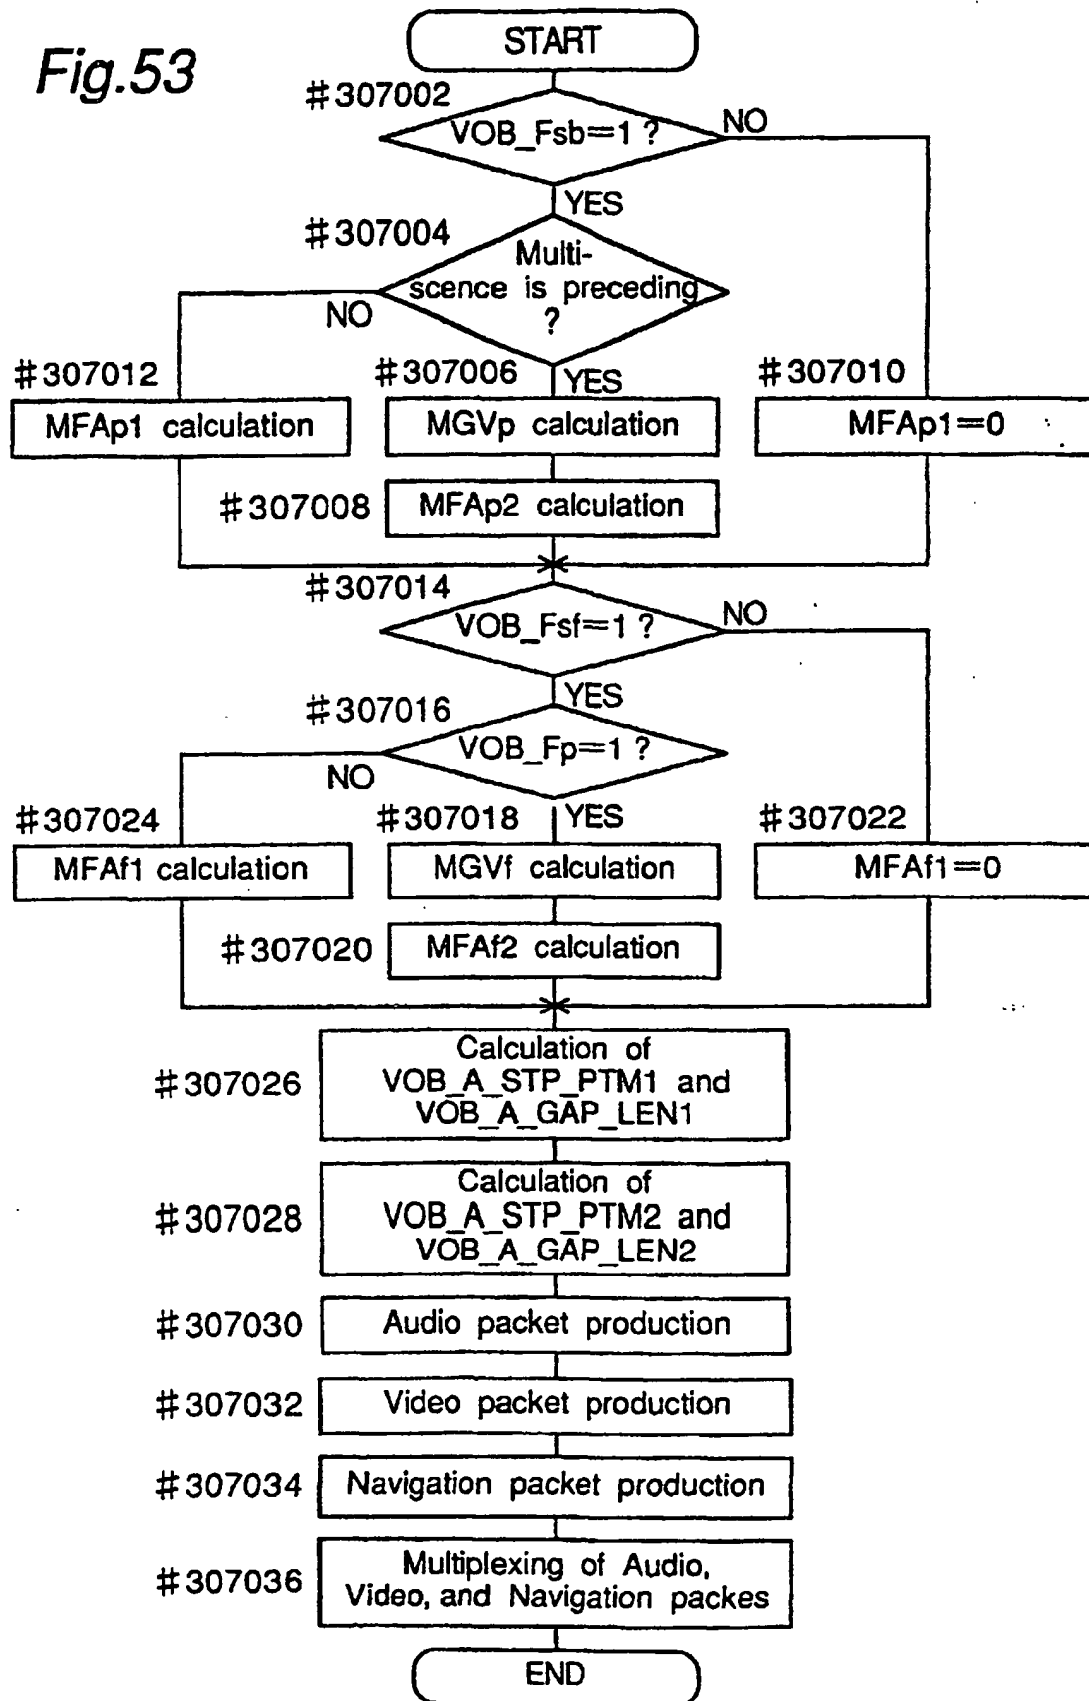 Fig.53
START
#307002
VOB_Fsb=1 ?
NO
YES
#307004
Multi-
scence is preceding
?
NO
YES
#307012
#307006
#307010
MFAp1 calculation
MGVp calculation
MFAp1=0
#307008
MFAp2 calculation
#307014
VOB_Fsf=1 ?
NO
YES
#307016
VOB_Fp=1 ?
NO
YES
#307024
#307018
#307022
MFAf1 calculation
MGVf calculation
MFAf1=0
#307020
MFAf2 calculation
#307026
Calculation of
VOB_A_STP_PTM1 and
VOB_A_GAP_LEN1
#307028
Calculation of
VOB_A_STP_PTM2 and
VOB_A_GAP_LEN2
#307030
Audio packet production
#307032
Video packet production
#307034
Navigation packet production
#307036
Multiplexing of Audio,
Video, and Navigation packes
END